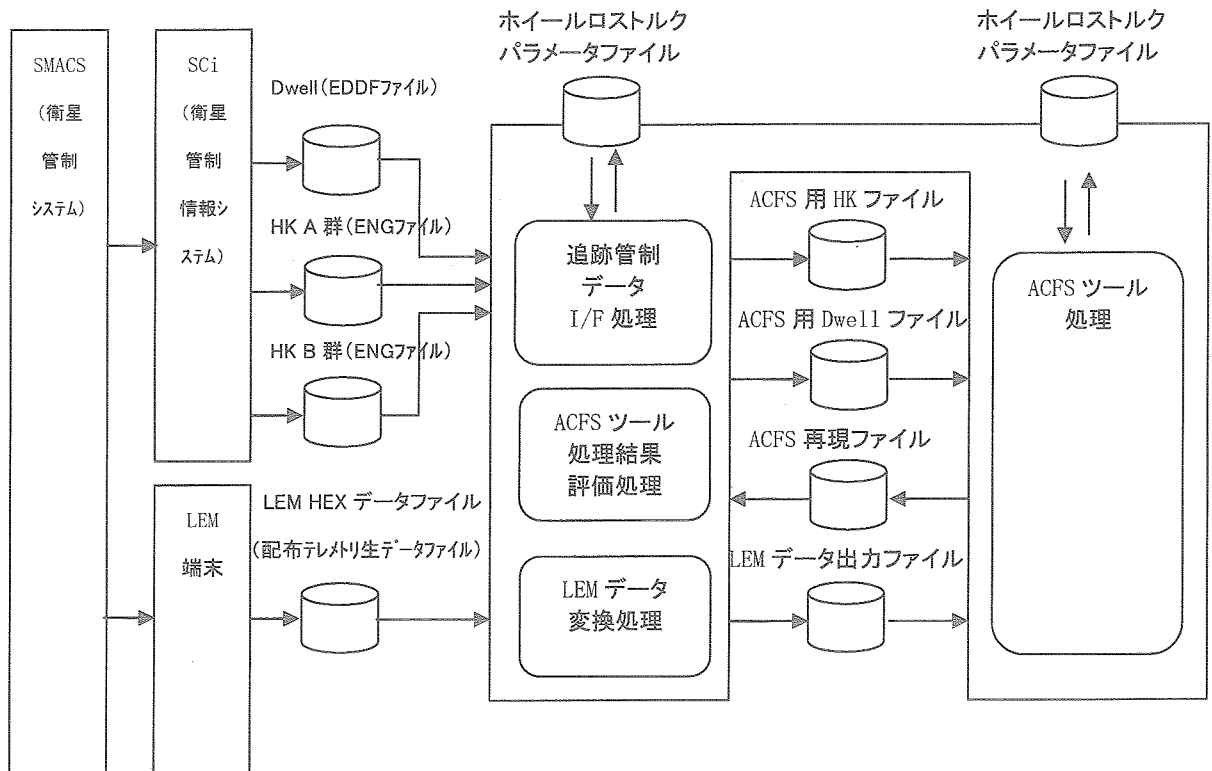 ホイールロストルク
パラメータファイル
ホイールロストルク
パラメータファイル
SMACS
(衛星
管制
システム)
SCi
(衛星
管制
情報シ
ステム)
Dwell(EDDFファイル)
HK A 群(ENGファイル)
HK B 群(ENGファイル)
追跡管制
データ
I/F 処理
ACFS ツール
処理結果
評価処理
LEM データ
変換処理
ACFS 用 HK ファイル
ACFS 用 Dwell ファイル
ACFS 再現ファイル
LEM データ出力ファイル
ACFS ツール
処理
LEM
端末
LEM HEX データファイル
(配布テレメトリ生データファイル)